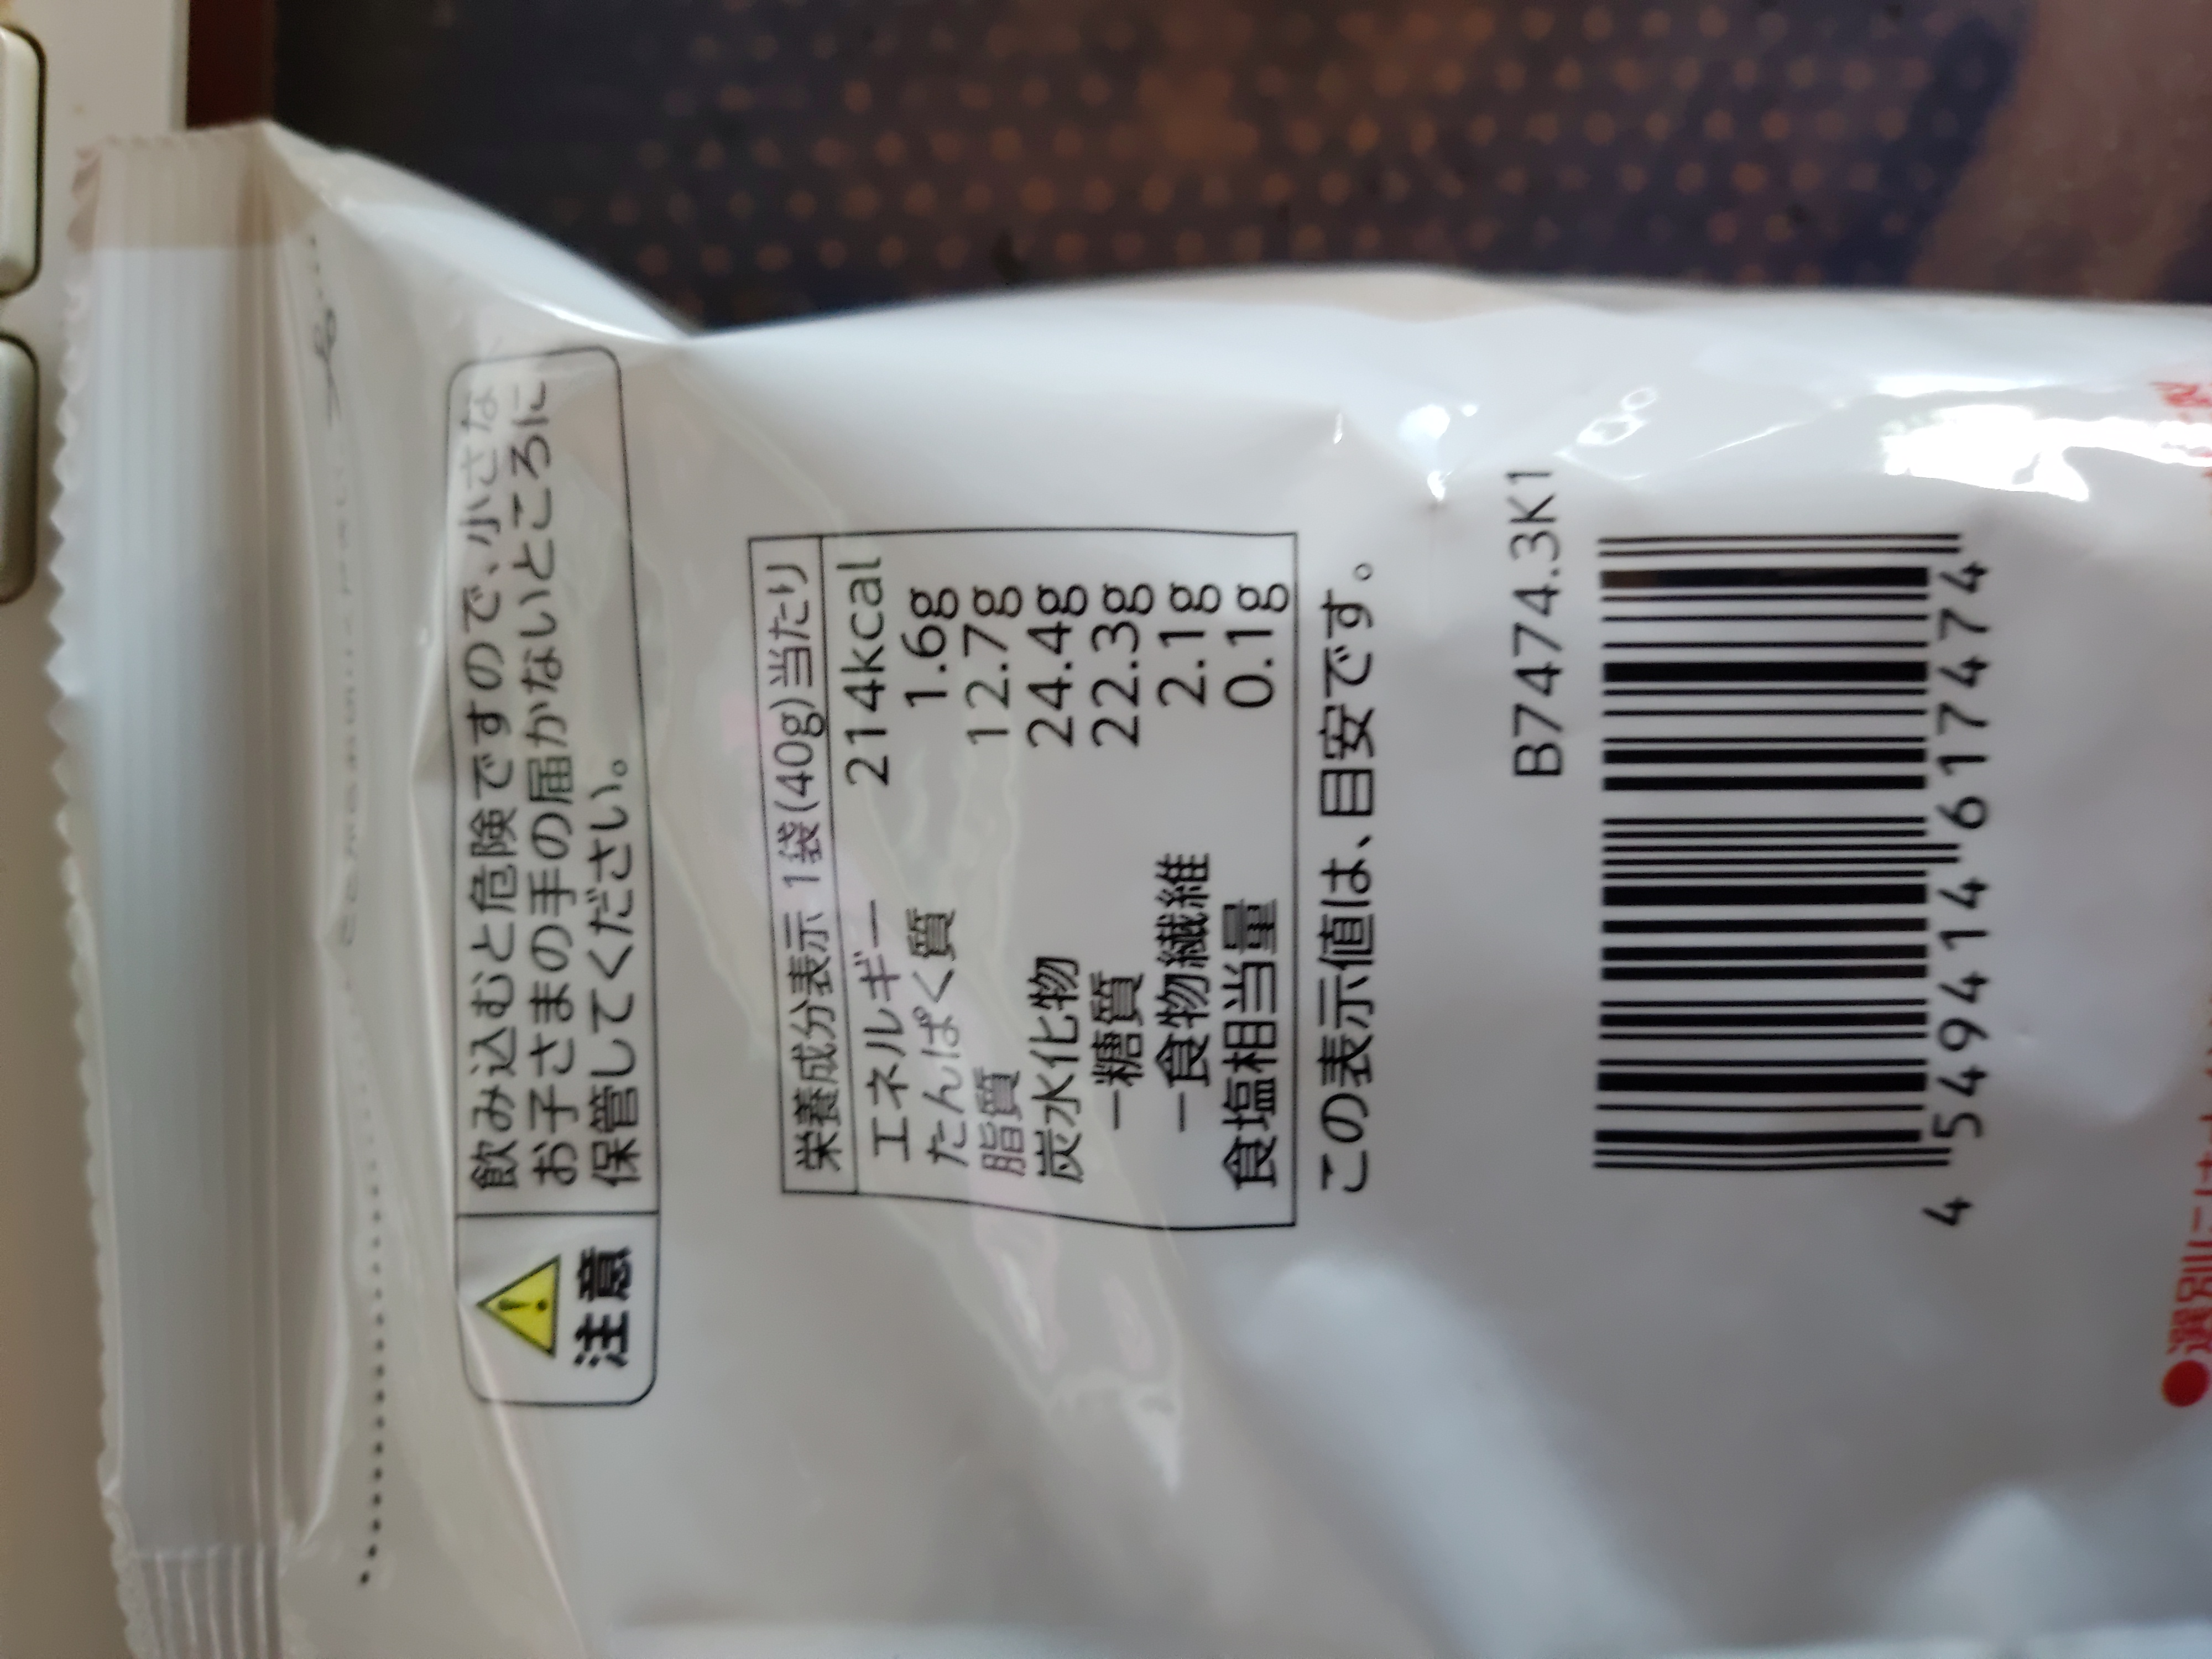 飲み込むと危険ですので、小さな
お子さまの手の届かないところに
保管してください。
注意
栄養成分表示 1袋(40g)当たり
エネルギー 214kcal
たんぱく質 1.6g
脂質 12.7g
炭水化物 24.4g
－糖質 22.3g
－食物繊維 2.1g
食塩相当量 0.1g
この表示値は、目安です。
B7474.3K1
4 549414 617474
●選別には